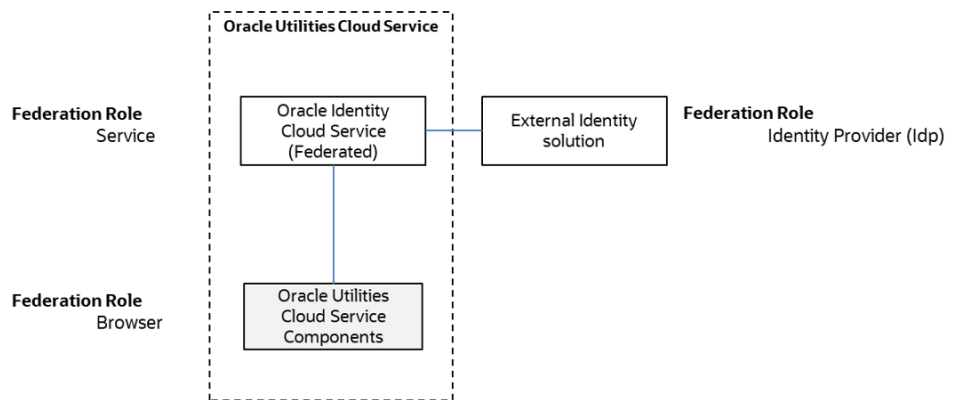 Oracle Utilities Cloud Service
Federation Role
Service
Oracle Identity
Cloud Service
(Federated)
External Identity
solution
Federation Role
Identity Provider (Idp)
Federation Role
Browser
Oracle Utilities
Cloud Service
Components